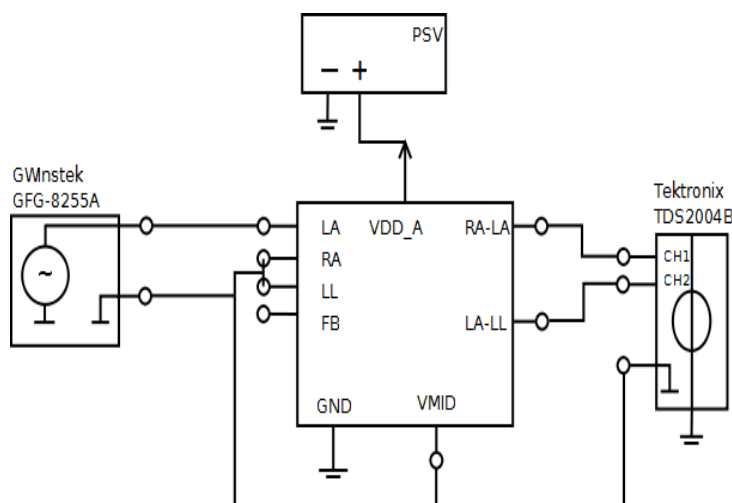 PSV
− +
GWInstek
GFG-8255A
Tektronix
TDS2004B
LA VDD_A RA-LA
RA
LL
FB LA-LL
CH1
CH2
GND VMID
~